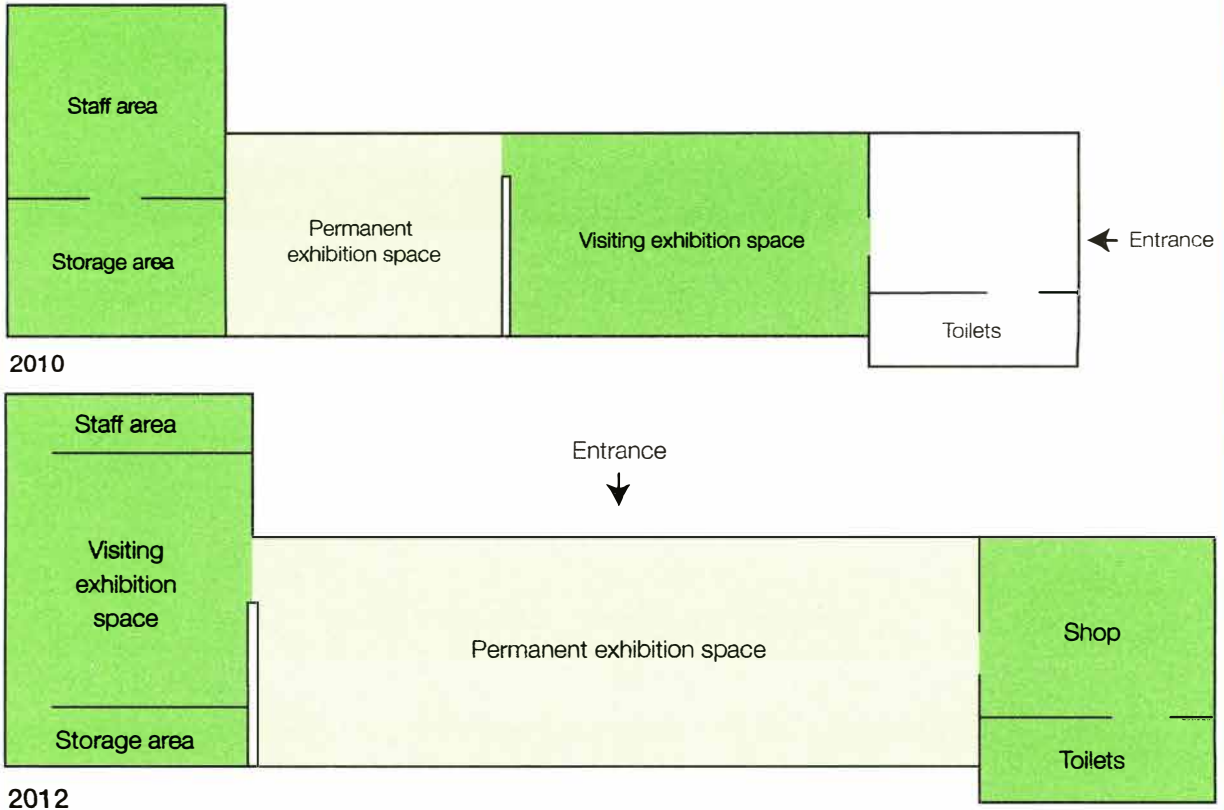 Staff area
Storage area
Permanent
exhibition space
Visiting exhibition space
Entrance
Toilets
2010
Staff area
Entrance
Visiting
exhibition
space
Permanent exhibition space
Shop
Storage area
Toilets
2012